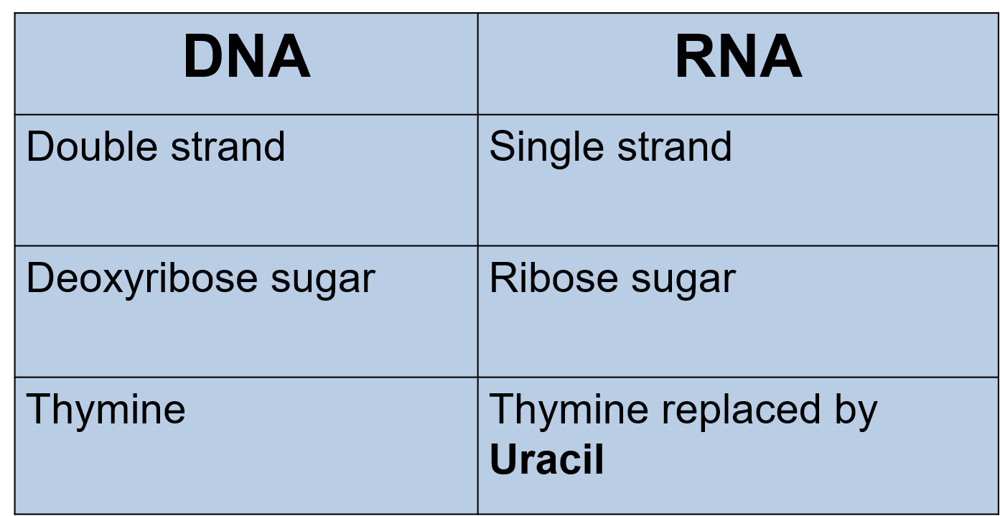 DNA
RNA
Double strand
Single strand
Deoxyribose sugar
Ribose sugar
Thymine
Thymine replaced by
Uracil